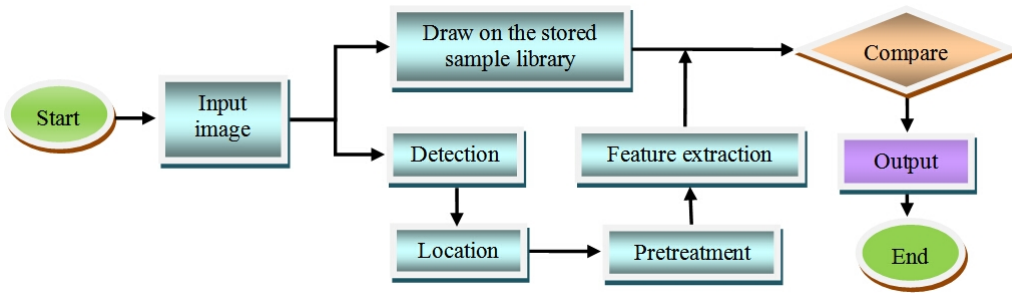 Start
Input
image
Draw on the stored
sample library
Detection
Location
Pretreatment
Feature extraction
Compare
Output
End